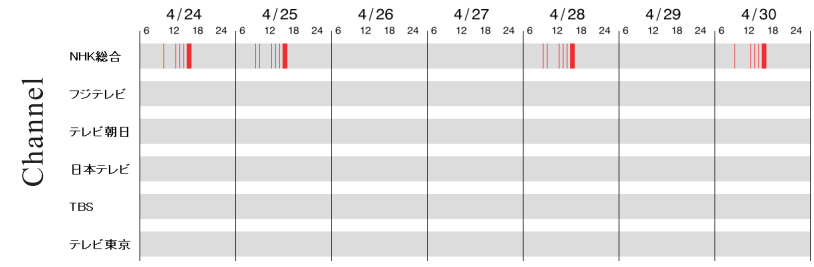 4/24 4/25 4/26 4/27 4/28 4/29 4/30
6 12 18 24 6 12 18 24 6 12 18 24 6 12 18 24 6 12 18 24 6 12 18 24 6 12 18 24
Channel
NHK総合
フジテレビ
テレビ朝日
日本テレビ
TBS
テレビ東京